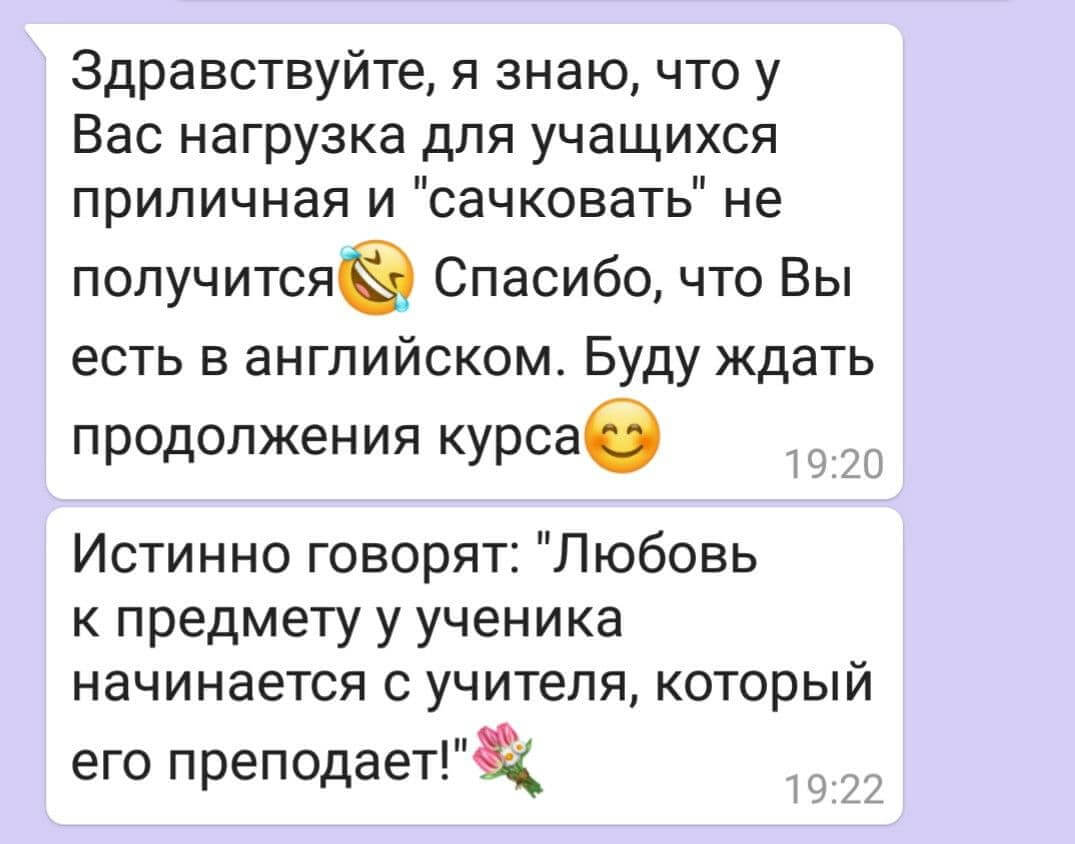 Здравствуйте, я знаю, что у
Вас нагрузка для учащихся
приличная и "сачковать" не
получится🤣 Спасибо, что Вы
есть в английском. Буду ждать
продолжения курса😊
19:20
Истинно говорят: "Любовь
к предмету у ученика
начинается с учителя, который
его преподает!"💐
19:22